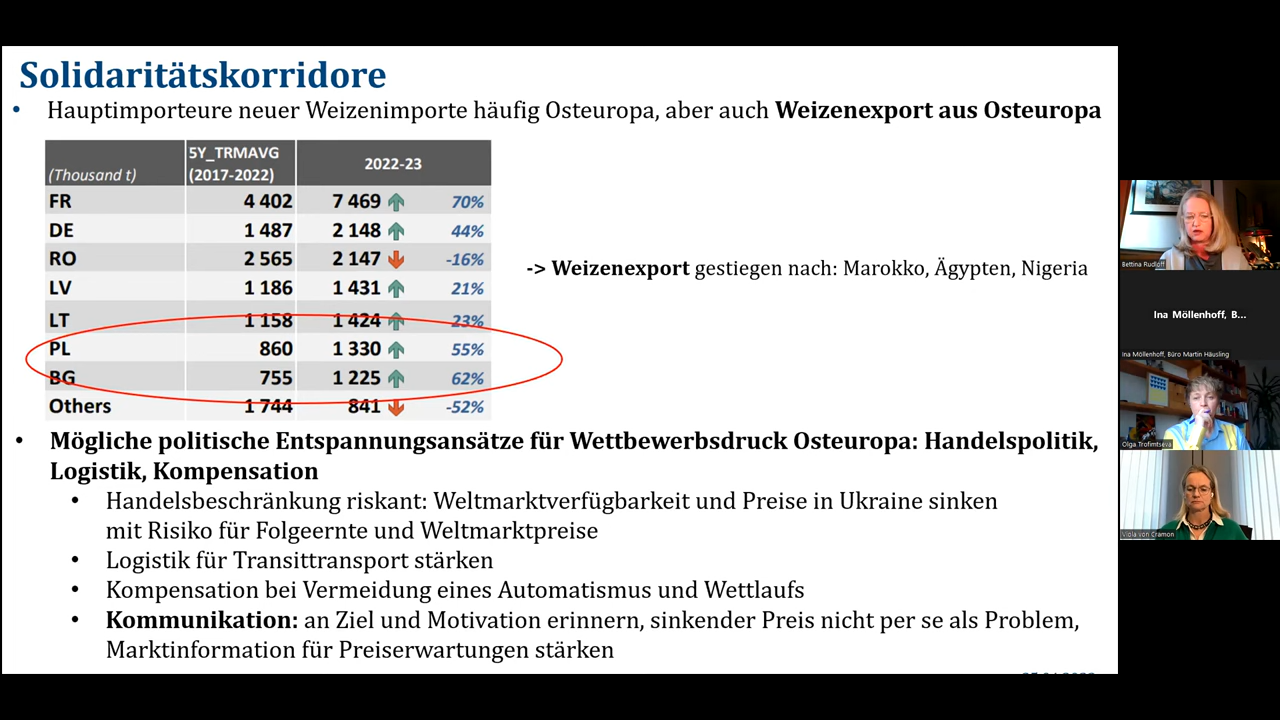 Solidaritätskorridore
• Hauptimporteure neuer Weizenimporte häufig Osteuropa, aber auch Weizenexport aus Osteuropa
(Thousand t) 5Y_TRMAVG (2017-2022) 2022-23
FR 4 402 7 469 70%
DE 1 487 2 148 44%
RO 2 565 2 147 -16%
LV 1 186 1 431 21%
LT 1 158 1 424 23%
PL 860 1 330 55%
BG 755 1 225 62%
Others 1 744 841 -52%
-> Weizenexport gestiegen nach: Marokko, Ägypten, Nigeria
• Mögliche politische Entspannungsansätze für Wettbewerbsdruck Osteuropa: Handelspolitik,
Logistik, Kompensation
• Handelsbeschränkung riskant: Weltmarktverfügbarkeit und Preise in Ukraine sinken
mit Risiko für Folgeernte und Weltmarktpreise
• Logistik für Transittransport stärken
• Kompensation bei Vermeidung eines Automatismus und Wettlaufs
• Kommunikation: an Ziel und Motivation erinnern, sinkender Preis nicht per se als Problem,
Marktinformation für Preiserwartungen stärken
Bettina Rudloff
Ina Möllenhoff, B...
Ina Möllenhoff, Büro Martin Häusling
Olga Trofimtseva
Viola von Cramon